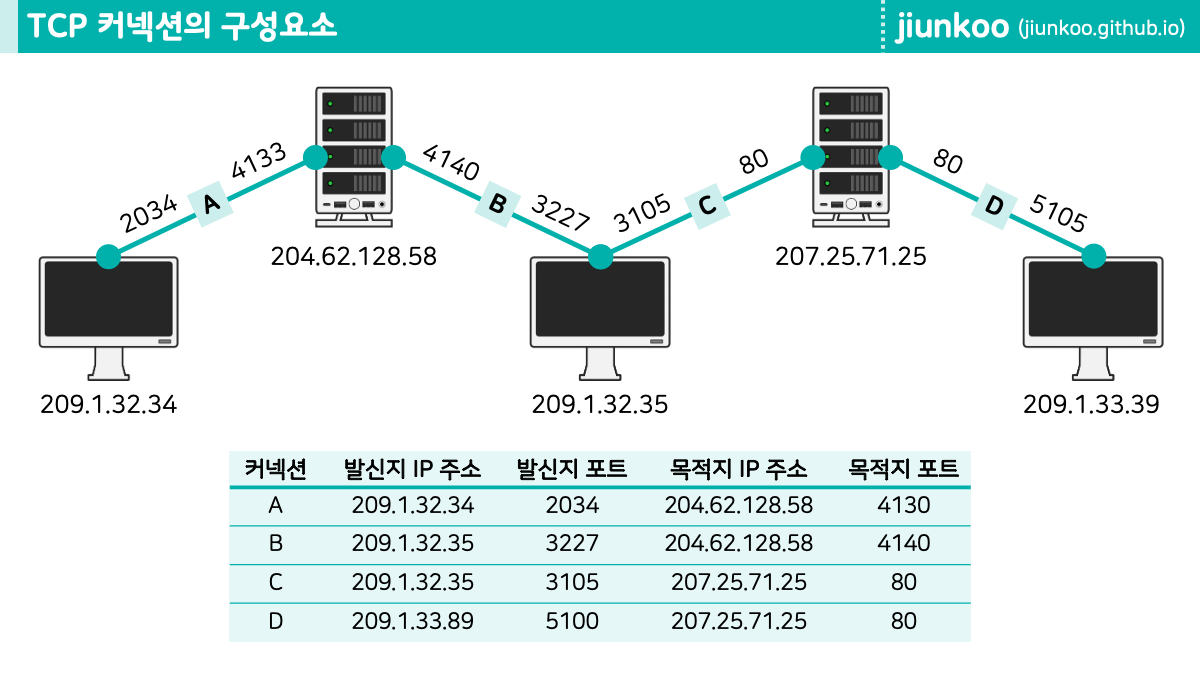 TCP 커넥션의 구성요소
jiunkoo (jiunkoo.github.io)
2034 A 4133
4140 B 3227
3105 C 80
80 D 5105
204.62.128.58
207.25.71.25
209.1.32.34
209.1.32.35
209.1.33.39
커넥션 발신지 IP 주소 발신지 포트 목적지 IP 주소 목적지 포트
A 209.1.32.34 2034 204.62.128.58 4130
B 209.1.32.35 3227 204.62.128.58 4140
C 209.1.32.35 3105 207.25.71.25 80
D 209.1.33.89 5100 207.25.71.25 80